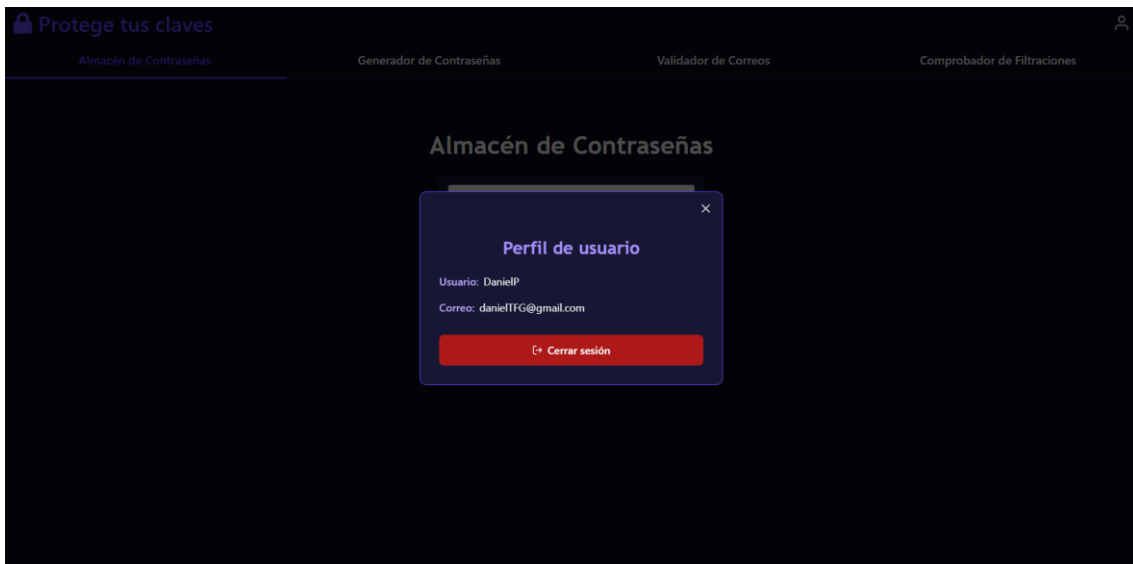 Protege tus claves
Almacén de Contraseñas Generador de Contraseñas Validador de Correos Comprobador de Filtraciones
Almacén de Contraseñas
Perfil de usuario
Usuario: DanielP
Correo: danielTFG@gmail.com
Cerrar sesión